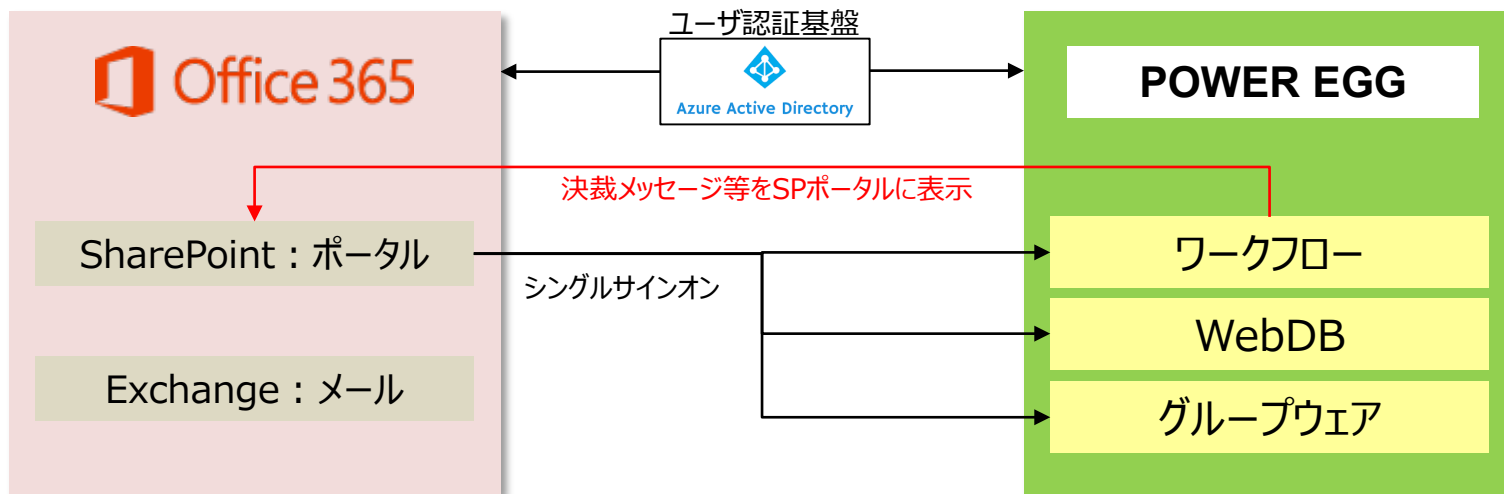 ユーザ認証基盤
Office 365
Azure Active Directory
POWER EGG
決裁メッセージ等をSPポータルに表示
SharePoint：ポータル
シングルサインオン
ワークフロー
WebDB
Exchange：メール
グループウェア